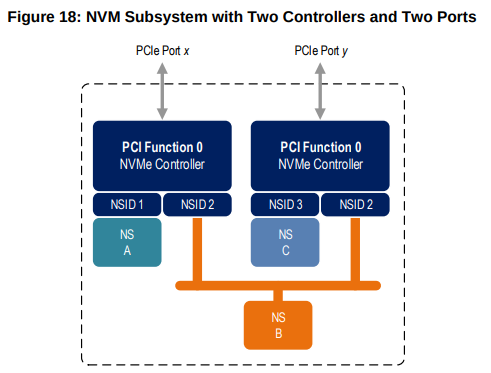 Figure 18: NVM Subsystem with Two Controllers and Two Ports
PCIe Port x
PCIe Port y
PCI Function 0
NVMe Controller
PCI Function 0
NVMe Controller
NSID 1
NSID 2
NSID 3
NSID 2
NS
A
NS
C
NS
B